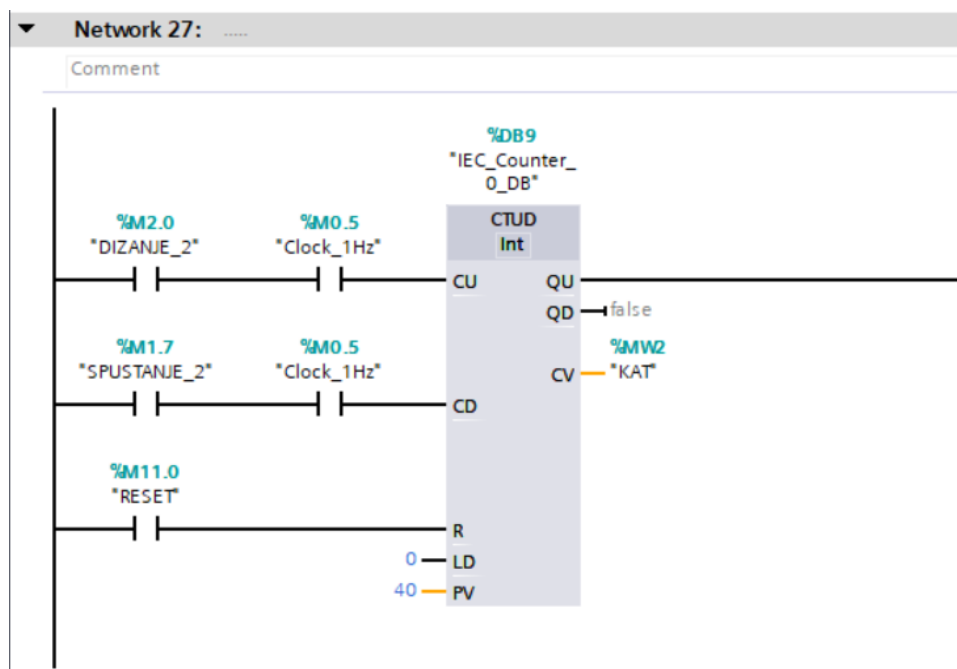 Network 27: .....
Comment
%DB9
"IEC_Counter_
0_DB"
%M2.0
"DIZANJE_2"
%M0.5
"Clock_1Hz"
CTUD
Int
CU
QU
QD
false
%M1.7
"SPUSTANJE_2"
%M0.5
"Clock_1Hz"
%MW2
CV
"KAT"
CD
%M11.0
"RESET"
R
0
LD
40
PV